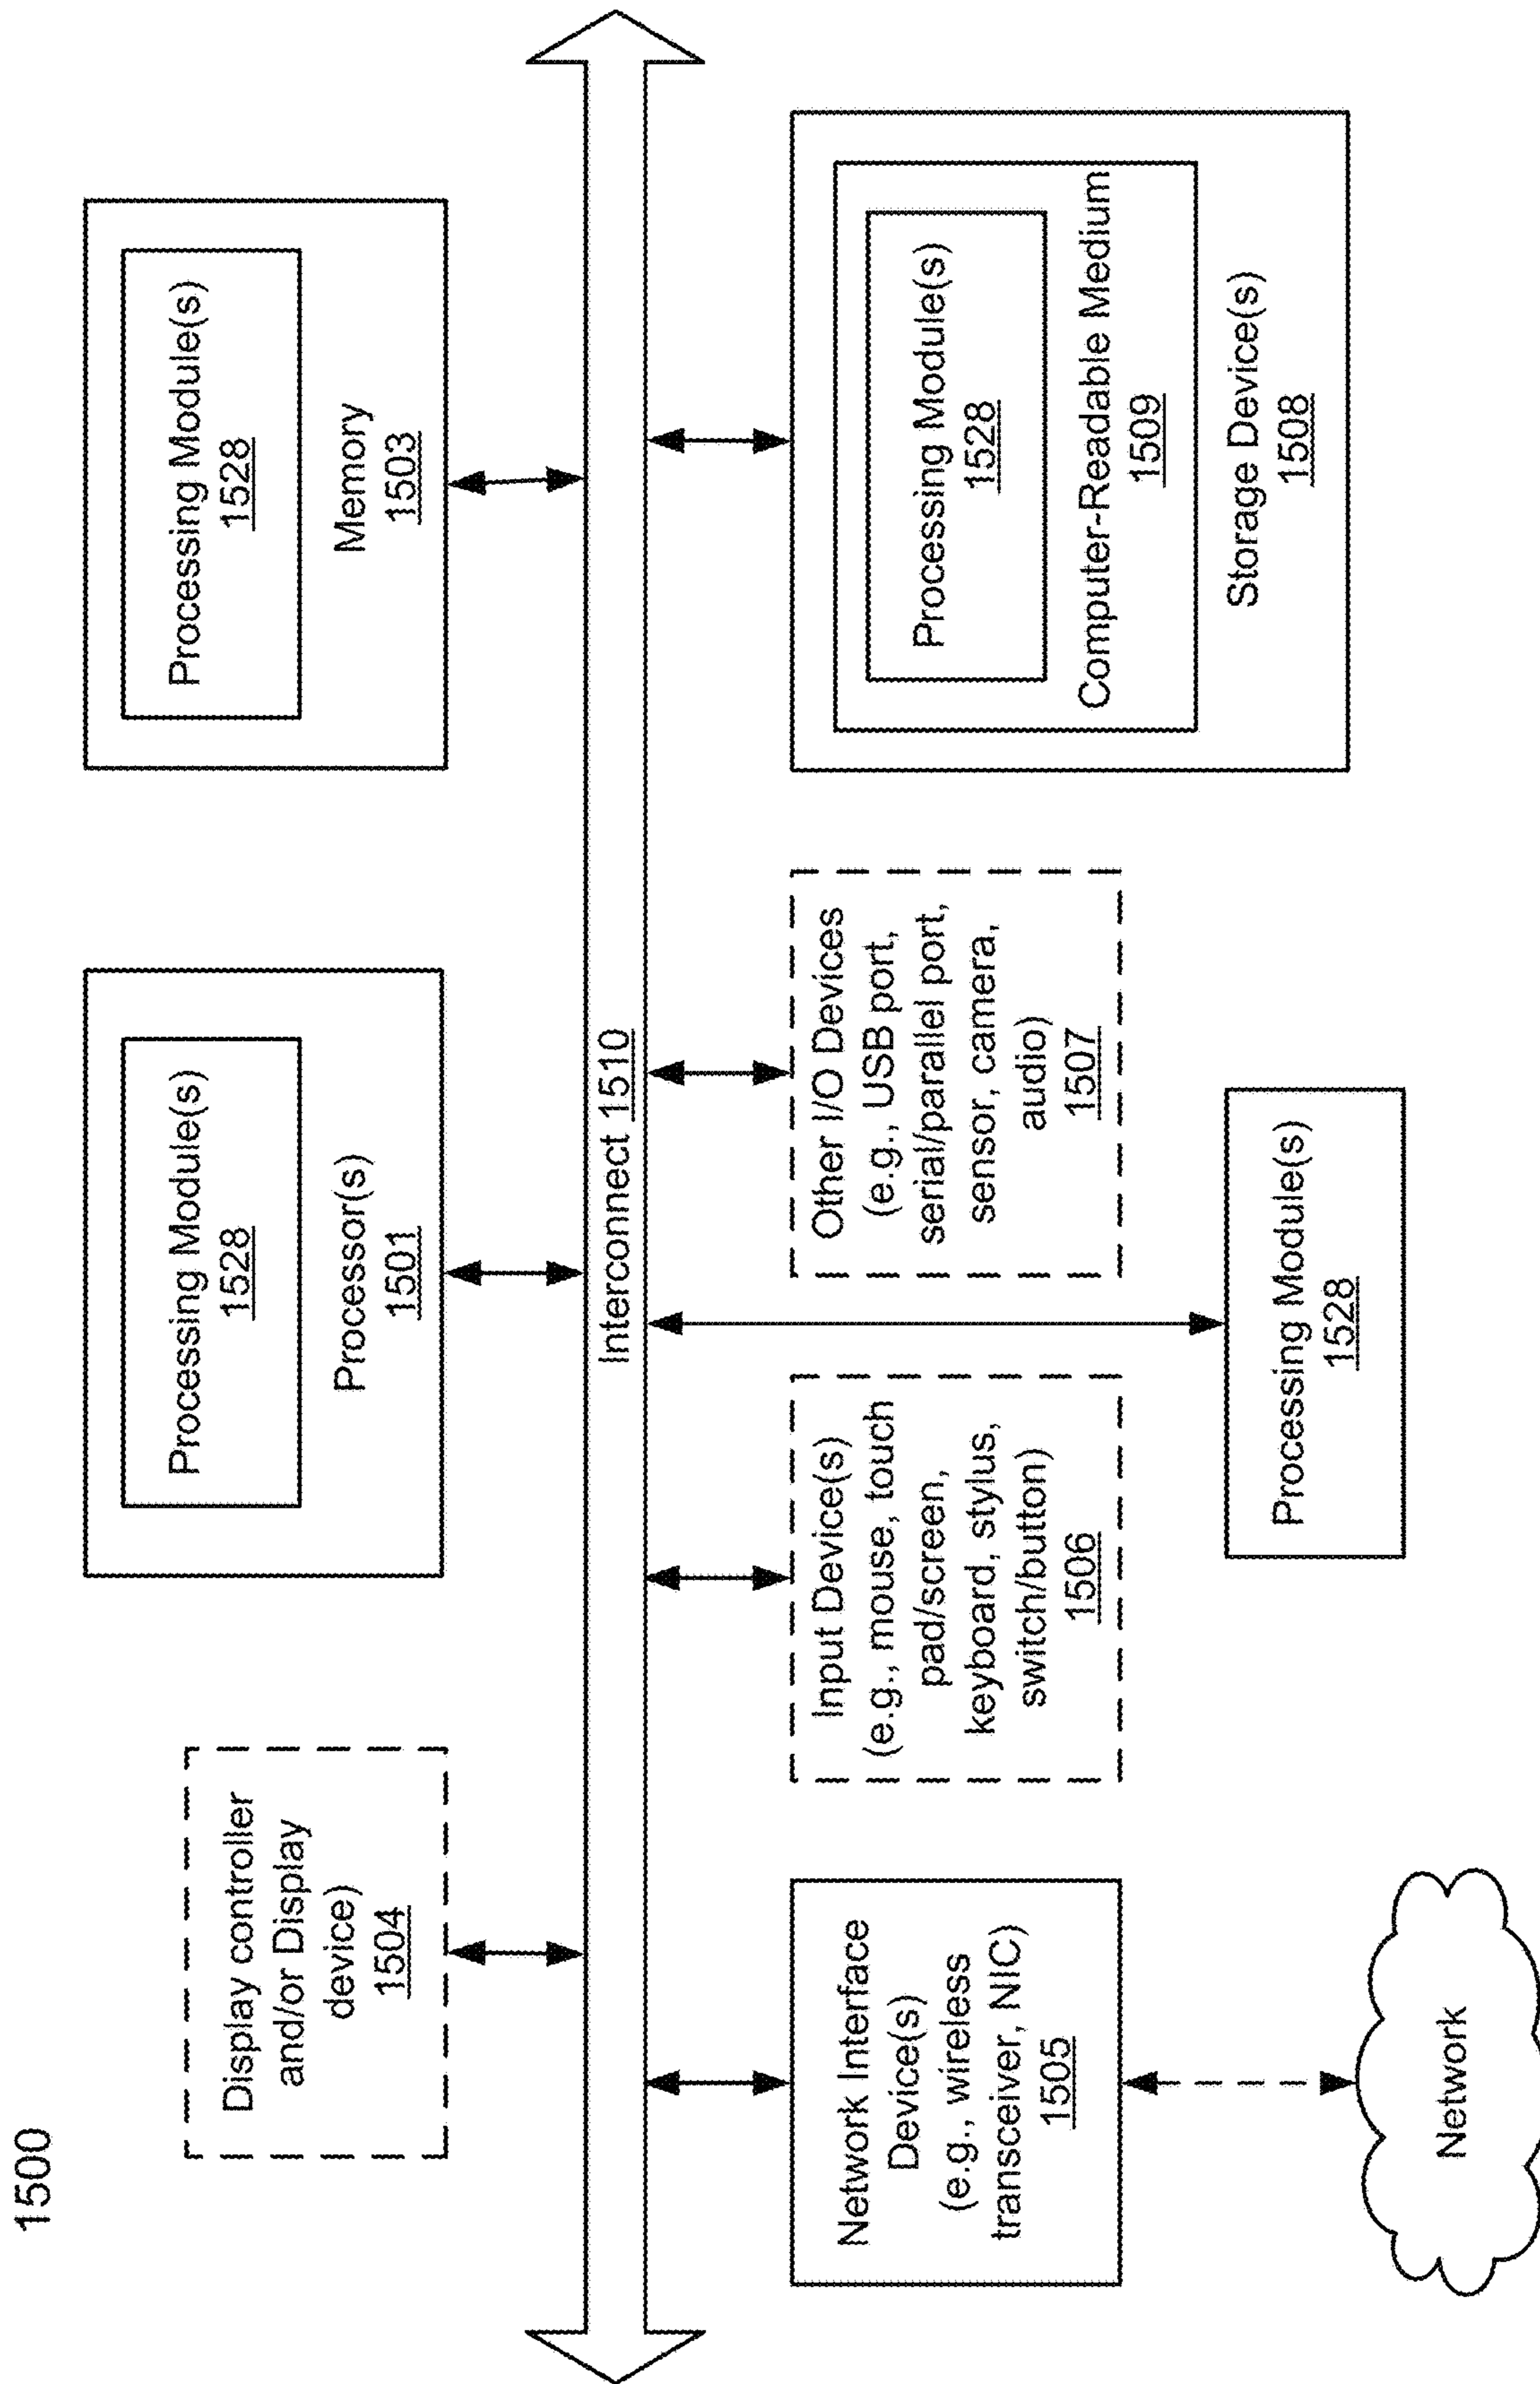 1500
Display controller
and/or Display
device)
1504
Processing Module(s)
1528
Processor(s)
1501
Processing Module(s)
1528
Memory
1503
Interconnect 1510
Network Interface
Device(s)
(e.g., wireless
transceiver, NIC)
1505
Input Device(s)
(e.g., mouse, touch
pad/screen,
keyboard, stylus,
switch/button)
1506
Other I/O Devices
(e.g., USB port,
serial/parallel port,
sensor, camera,
audio)
1507
Processing Module(s)
1528
Computer-Readable Medium
1509
Storage Device(s)
1508
Processing Module(s)
1528
Network